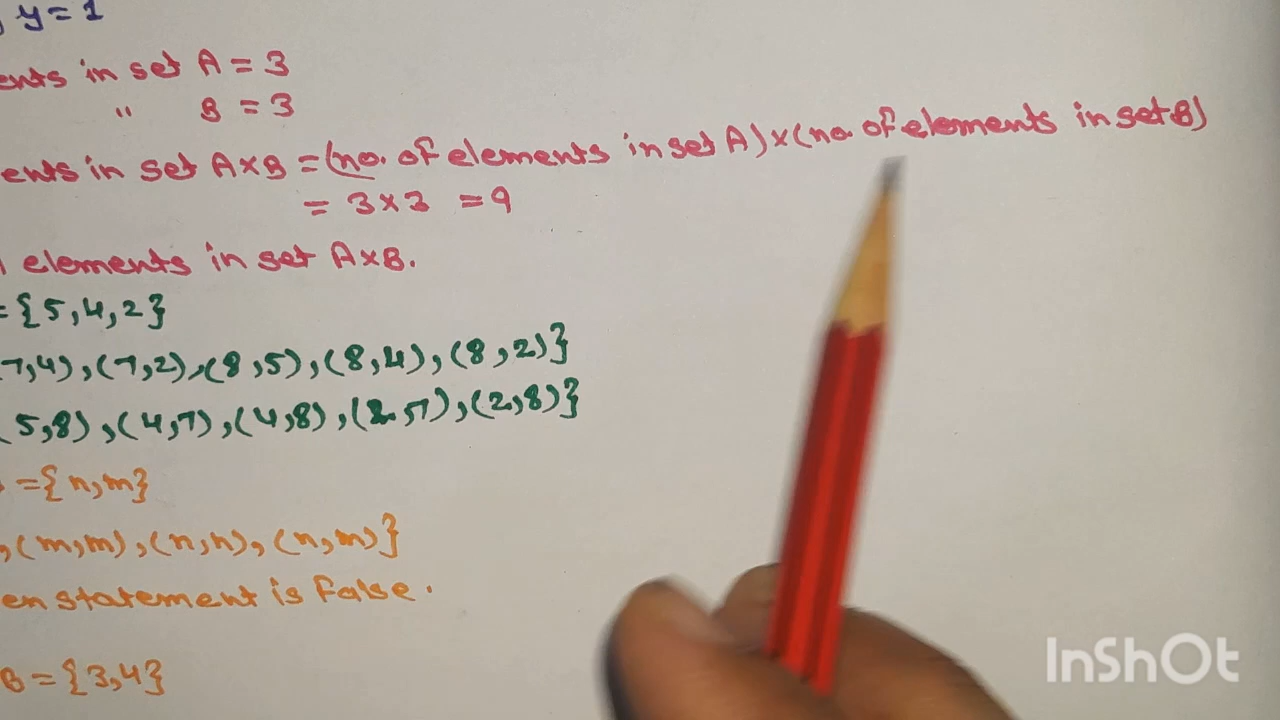 y = 1
ents in set A = 3
" B = 3
ents in set A×B = (no. of elements in set A) × (no. of elements in set B)
= 3×3 = 9
elements in set A×B.
= {5,4,2}
7,4), (7,2), (8,5), (8,4), (8,2)}
5,8), (4,7), (4,8), (2,7), (2,8)}
= {n,m}
, (m,m), (n,n), (n,m)}
en statement is false.
B = {3,4}
InShOt